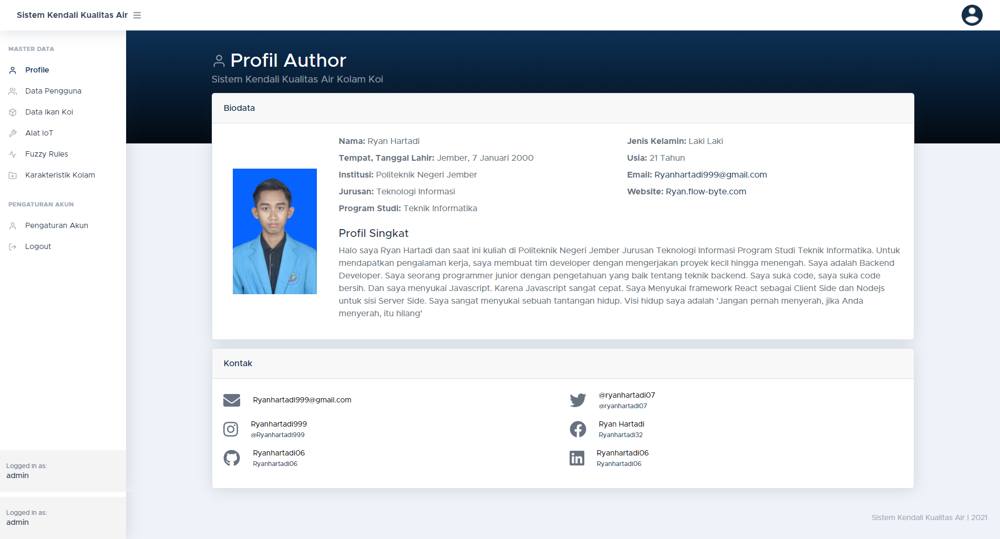 Sistem Kendali Kualitas Air
MASTER DATA
Profile
Data Pengguna
Data Ikan Koi
Alat IoT
Fuzzy Rules
Karakteristik Kolam
PENGATURAN AKUN
Pengaturan Akun
Logout
Logged in as:
admin
Logged in as:
admin
Profil Author
Sistem Kendali Kualitas Air Kolam Koi
Biodata
Nama: Ryan Hartadi
Tempat, Tanggal Lahir: Jember, 7 Januari 2000
Institusi: Politeknik Negeri Jember
Jurusan: Teknologi Informasi
Program Studi: Teknik Informatika
Jenis Kelamin: Laki Laki
Usia: 21 Tahun
Email: Ryanhartadi999@gmail.com
Website: Ryan.flow-byte.com
Profil Singkat
Halo saya Ryan Hartadi dan saat ini kuliah di Politeknik Negeri Jember Jurusan Teknologi Informasi Program Studi Teknik Informatika. Untuk
mendapatkan pengalaman kerja, saya membuat tim developer dengan mengerjakan proyek kecil hingga menengah. Saya adalah Backend
Developer. Saya seorang programmer junior dengan pengetahuan yang baik tentang teknik backend. Saya suka code, saya suka code
bersih. Dan saya menyukai Javascript. Karena Javascript sangat cepat. Saya Menyukai framework React sebagai Client Side dan Nodejs
untuk sisi Server Side. Saya sangat menyukai sebuah tantangan hidup. Visi hidup saya adalah 'Jangan pernah menyerah, jika Anda
menyerah, itu hilang'
Kontak
Ryanhartadi999@gmail.com
Ryanhartadi999
@Ryanhartadi999
Ryanhartadi06
Ryanhartadi06
@ryanhartadi07
@ryanhartadi07
Ryan Hartadi
Ryanhartadi32
Ryanhartadi06
Ryanhartadi06
Sistem Kendali Kualitas Air | 2021